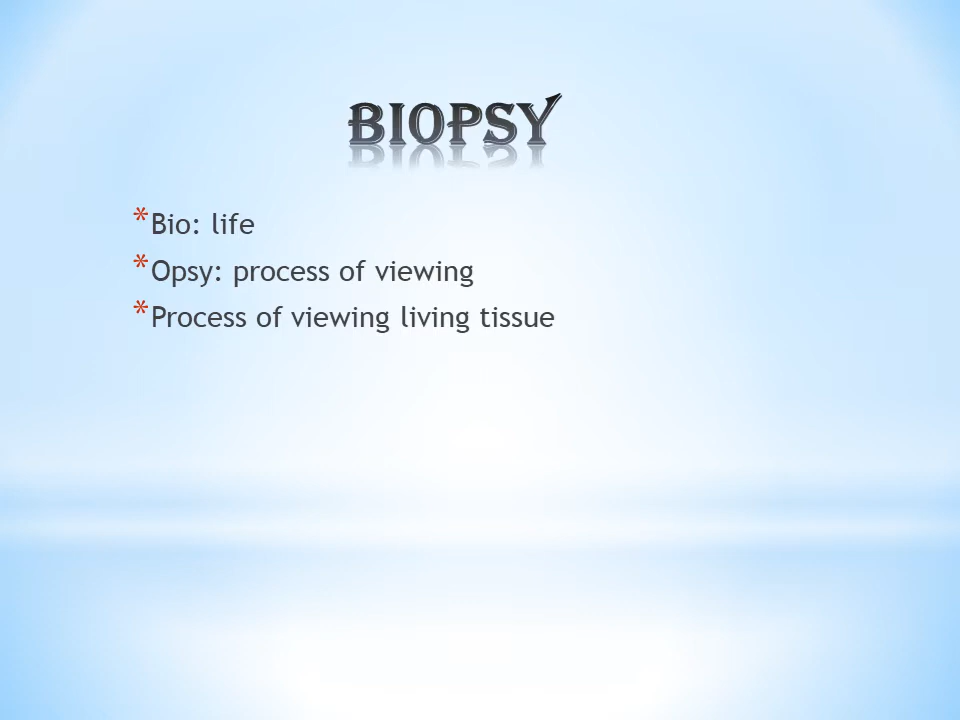 BIOPSY
* Bio: life
* Opsy: process of viewing
* Process of viewing living tissue